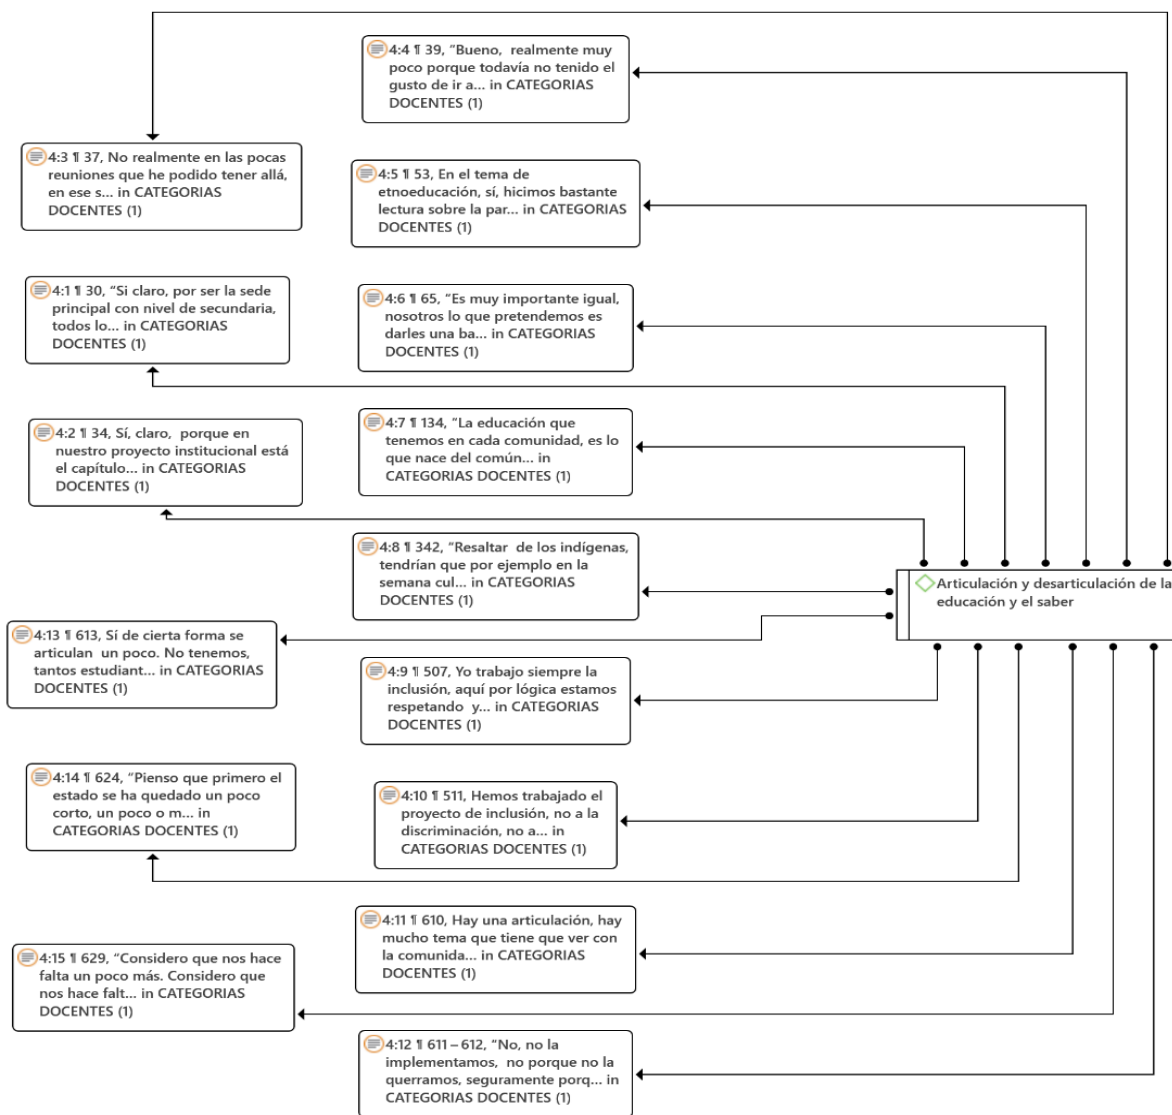 4:4 ¶ 39, “Bueno,  realmente muy
poco porque todavía no tenido el
gusto de ir a... in CATEGORIAS
DOCENTES (1)
4:3 ¶ 37, No realmente en las pocas
reuniones que he podido tener allá,
en ese s... in CATEGORIAS
DOCENTES (1)
4:5 ¶ 53, En el tema de
etnoeducación, sí, hicimos bastante
lectura sobre la par... in CATEGORIAS
DOCENTES (1)
4:1 ¶ 30, “Si claro, por ser la sede
principal con nivel de secundaria,
todos lo... in CATEGORIAS
DOCENTES (1)
4:6 ¶ 65, “Es muy importante igual,
nosotros lo que pretendemos es
darles una ba... in CATEGORIAS
DOCENTES (1)
4:2 ¶ 34, Sí, claro,  porque en
nuestro proyecto institucional está
el capítulo... in CATEGORIAS
DOCENTES (1)
4:7 ¶ 134, “La educación que
tenemos en cada comunidad, es lo
que nace del común... in
CATEGORIAS DOCENTES (1)
4:8 ¶ 342, “Resaltar  de los indígenas,
tendrían que por ejemplo en la
semana cul... in CATEGORIAS
DOCENTES (1)
Articulación y desarticulación de la
educación y el saber
4:13 ¶ 613, Sí de cierta forma se
articulan  un poco. No tenemos,
tantos estudiant... in CATEGORIAS
DOCENTES (1)
4:9 ¶ 507, Yo trabajo siempre la
inclusión, aquí por lógica estamos
respetando  y... in CATEGORIAS
DOCENTES (1)
4:14 ¶ 624, “Pienso que primero el
estado se ha quedado un poco
corto, un poco o m... in
CATEGORIAS DOCENTES (1)
4:10 ¶ 511, Hemos trabajado el
proyecto de inclusión, no a la
discriminación, no a... in
CATEGORIAS DOCENTES (1)
4:11 ¶ 610, Hay una articulación, hay
mucho tema que tiene que ver con
la comunida... in CATEGORIAS
DOCENTES (1)
4:15 ¶ 629, “Considero que nos hace
falta un poco más. Considero que
nos hace falt... in CATEGORIAS
DOCENTES (1)
4:12 ¶ 611 – 612, “No, no la
implementamos,  no porque no la
querramos, seguramente porq... in
CATEGORIAS DOCENTES (1)